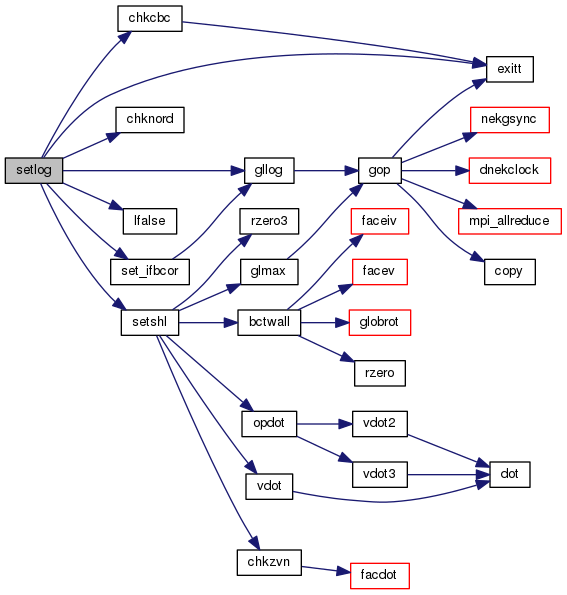 chkcbc
exitt
chknord
nekgsync
setlog
gllog
gop
dnekclock
lfalse
rzero3
faceiv
mpi_allreduce
set_ifbcor
glmax
facev
copy
setshl
bctwall
globrot
rzero
opdot
vdot2
vdot3
dot
vdot
chkzvn
facdot